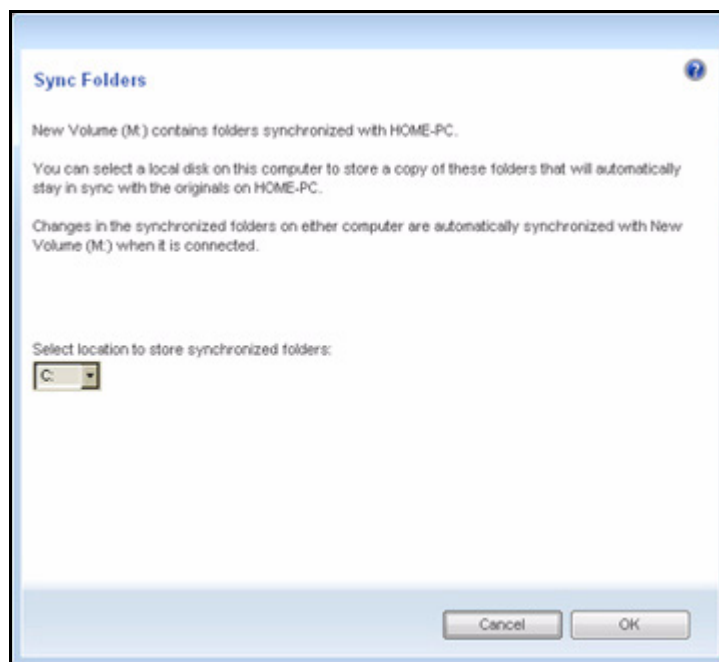 Sync Folders
New Volume (M:) contains folders synchronized with HOME-PC.
You can select a local disk on this computer to store a copy of these folders that will automatically
stay in sync with the originals on HOME-PC.
Changes in the synchronized folders on either computer are automatically synchronized with New
Volume (M:) when it is connected.
Select location to store synchronized folders:
C:
Cancel
OK